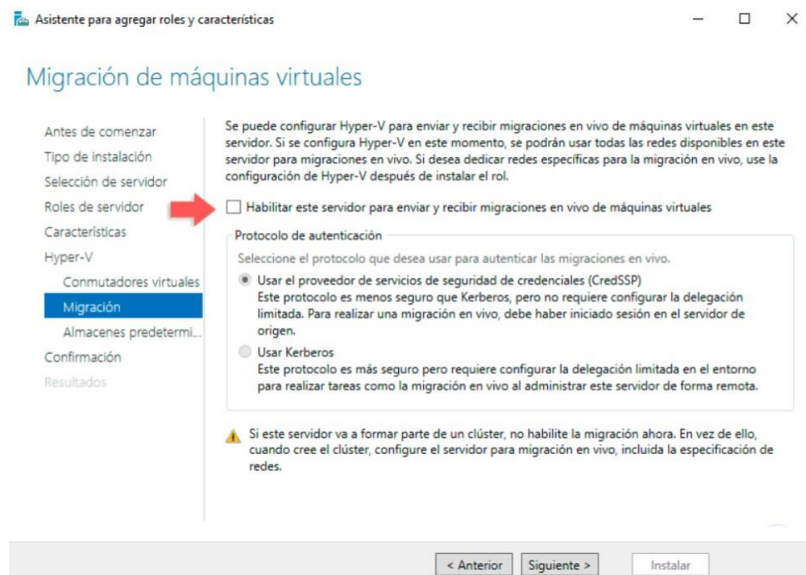 Asistente para agregar roles y características
Migración de máquinas virtuales
Antes de comenzar
Tipo de instalación
Selección de servidor
Roles de servidor
Características
Hyper-V
Conmutadores virtuales
Migración
Almacenes predetermi...
Confirmación
Resultados
Se puede configurar Hyper-V para enviar y recibir migraciones en vivo de máquinas virtuales en este
servidor. Si se configura Hyper-V en este momento, se podrán usar todas las redes disponibles en este
servidor para migraciones en vivo. Si desea dedicar redes específicas para la migración en vivo, use la
configuración de Hyper-V después de instalar el rol.
Habilitar este servidor para enviar y recibir migraciones en vivo de máquinas virtuales
Protocolo de autenticación
Seleccione el protocolo que desea usar para autenticar las migraciones en vivo.
Usar el proveedor de servicios de seguridad de credenciales (CredSSP)
Este protocolo es menos seguro que Kerberos, pero no requiere configurar la delegación
limitada. Para realizar una migración en vivo, debe haber iniciado sesión en el servidor de
origen.
Usar Kerberos
Este protocolo es más seguro pero requiere configurar la delegación limitada en el entorno
para realizar tareas como la migración en vivo al administrar este servidor de forma remota.
Si este servidor va a formar parte de un clúster, no habilite la migración ahora. En vez de ello,
cuando cree el clúster, configure el servidor para migración en vivo, incluida la especificación de
redes.
< Anterior
Siguiente >
Instalar